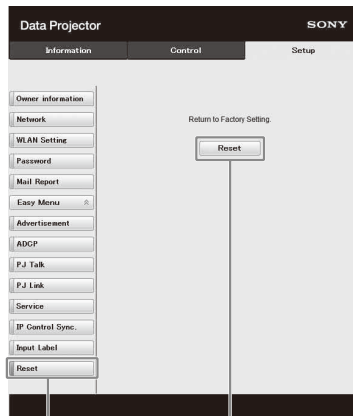 Data Projector
SONY
Information
Control
Setup
Owner information
Network
WLAN Setting
Password
Mail Report
Easy Menu
Advertisement
ADCP
PJ Talk
PJ Link
Service
IP Control Sync.
Input Label
Reset
Return to Factory Setting.
Reset